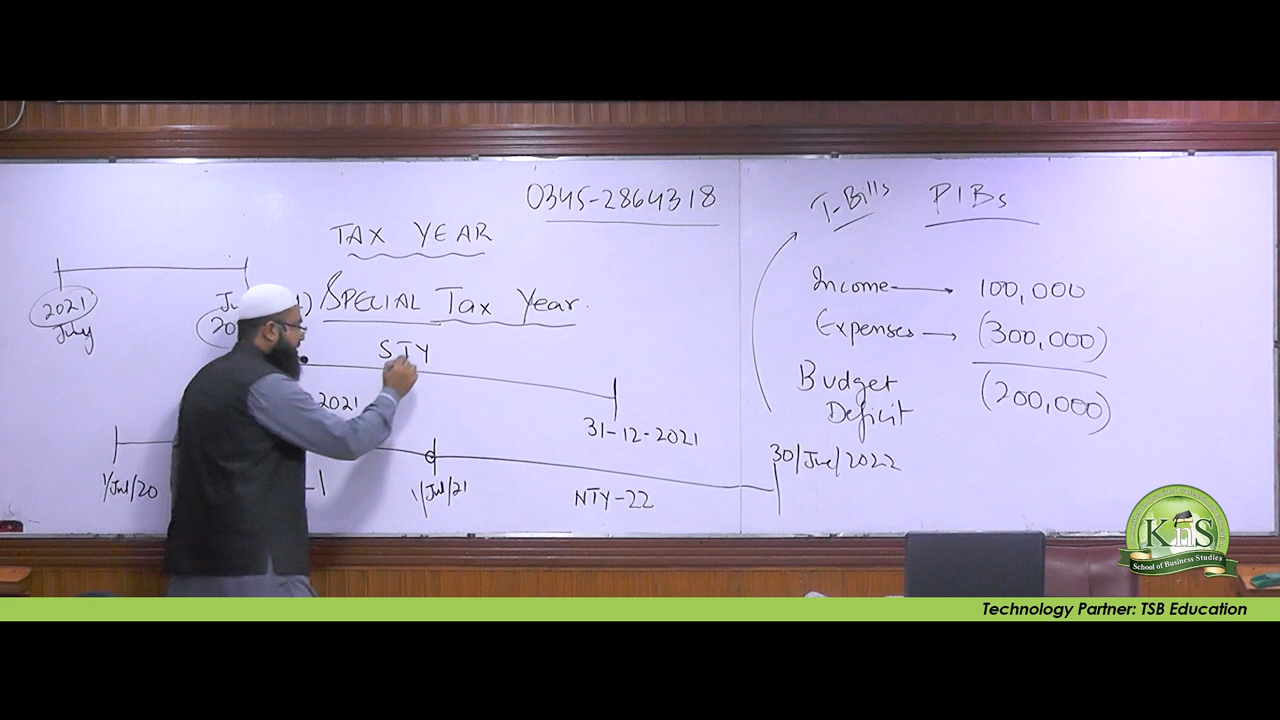 0345-2864318
TAX YEAR
2021
July
1) SPECIAL Tax Year.
STY
2021
31-12-2021
1/Jul/20
1/Jul/21
NTY-22
30/June/2022
T-Bills PIBs
Income → 100,000
Expenses → (300,000)
Budget
Deficit
(200,000)
KnS
School of Business Studies
Technology Partner: TSB Education